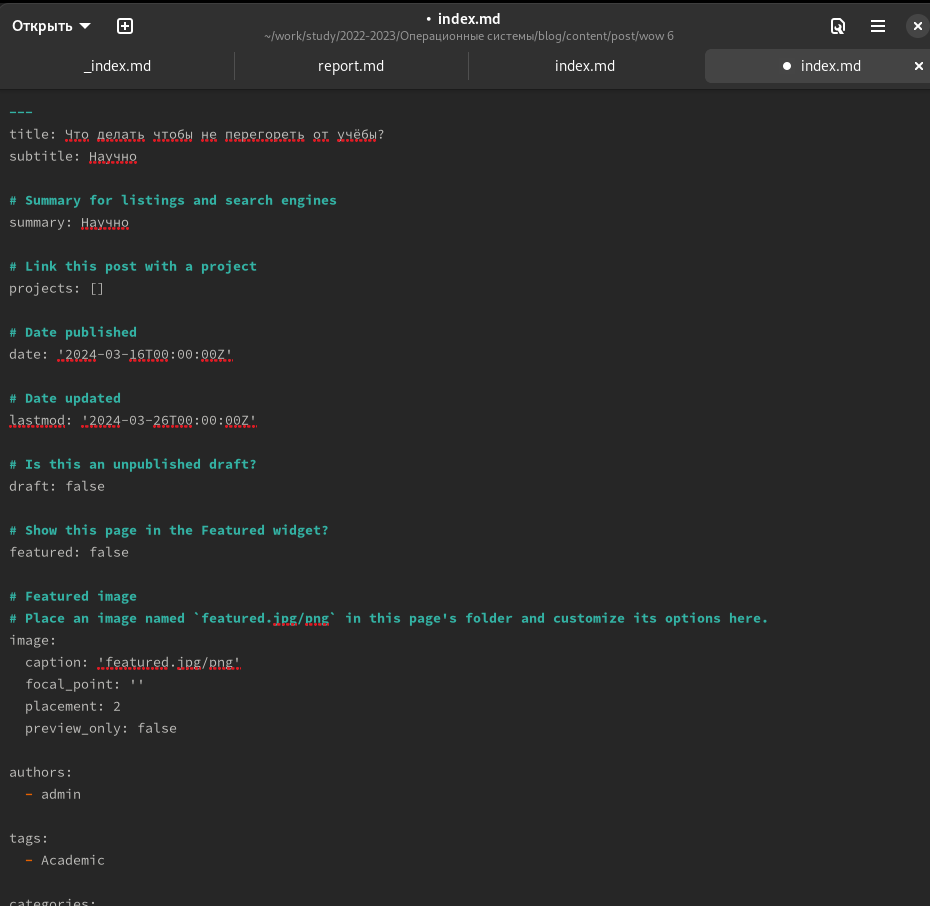 Открыть
• index.md
~/work/study/2022-2023/Операционные системы/blog/content/post/wow 6
_index.md
report.md
index.md
● index.md
---
title: Что делать чтобы не перегореть от учёбы?
subtitle: Научно
# Summary for listings and search engines
summary: Научно
# Link this post with a project
projects: []
# Date published
date: '2024-03-16T00:00:00Z'
# Date updated
lastmod: '2024-03-26T00:00:00Z'
# Is this an unpublished draft?
draft: false
# Show this page in the Featured widget?
featured: false
# Featured image
# Place an image named `featured.jpg/png` in this page's folder and customize its options here.
image:
  caption: 'featured.jpg/png'
  focal_point: ''
  placement: 2
  preview_only: false
authors:
  - admin
tags:
  - Academic
categories: